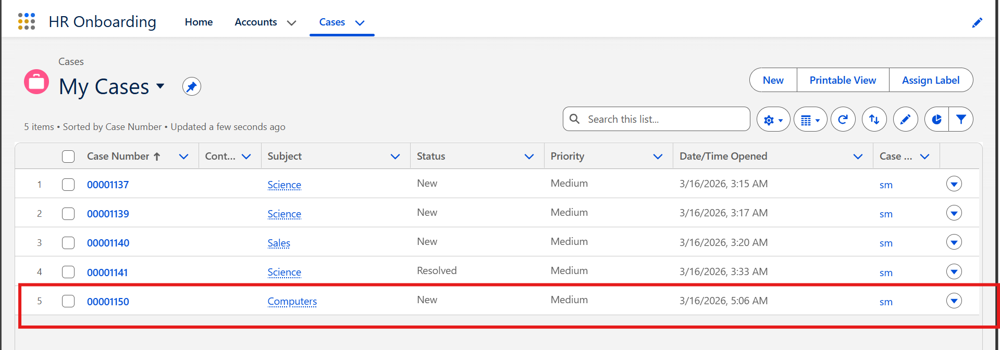 HR Onboarding Home Accounts Cases
Cases
My Cases
New Printable View Assign Label
5 items • Sorted by Case Number • Updated a few seconds ago
Search this list...
Case Number Cont... Subject Status Priority Date/Time Opened Case ...
1 00001137 Science New Medium 3/16/2026, 3:15 AM sm
2 00001139 Science New Medium 3/16/2026, 3:17 AM sm
3 00001140 Sales New Medium 3/16/2026, 3:20 AM sm
4 00001141 Science Resolved Medium 3/16/2026, 3:33 AM sm
5 00001150 Computers New Medium 3/16/2026, 5:06 AM sm